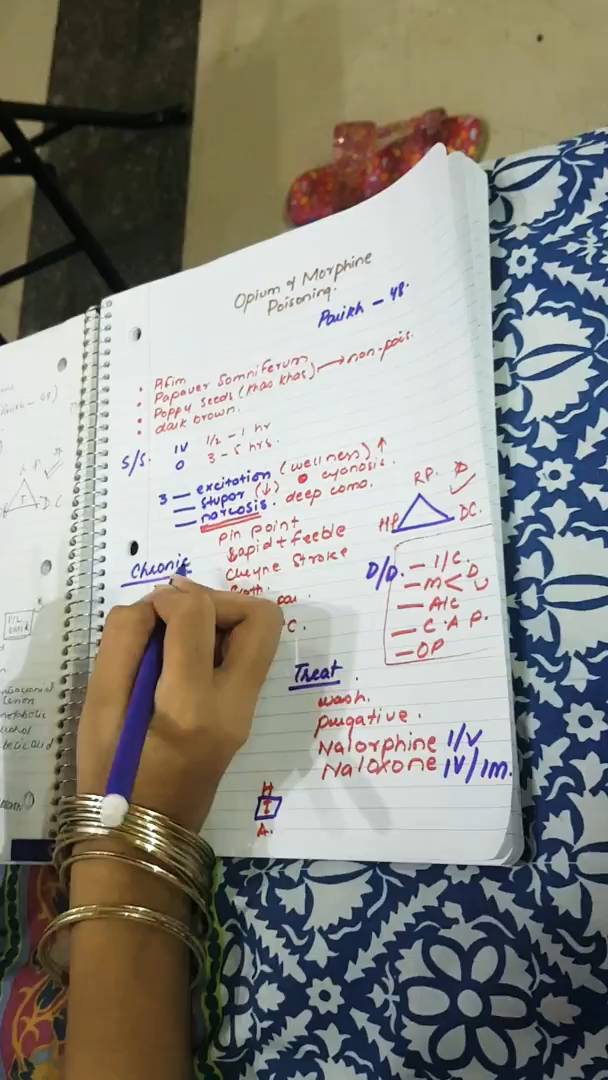 Opium & Morphine
Poisoning.
Parikh - 48.
• Afim
• Papaver Somniferum
• Poppy Seeds (Khas Khas) → non-pois.
• dark brown.
S/S. IV 1/2 - 1 hr
O 3 - 5 hrs.
3 — excitation (wellness) ↑
— stupor (↓) cyanosis.
— narcosis. deep coma.
R.P.
HP DC.
pin point
Rapid + feeble
Cheyne Stroke
Froth.
C.
Chronic
D/D. — I/C.
— M < D U
— A/C
— C.A.P.
— OP
Treat.
wash.
purgative.
Nalorphine I/V
Naloxone IV/IM.
H
I
A.